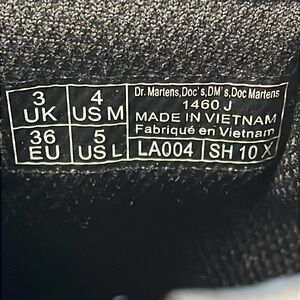 3 UK
4 US M
36 EU
5 US L
Dr. Martens,Doc's,DM's,Doc Martens
1460 J
MADE IN VIETNAM
Fabriqué en Vietnam
LA004 SH 10 X